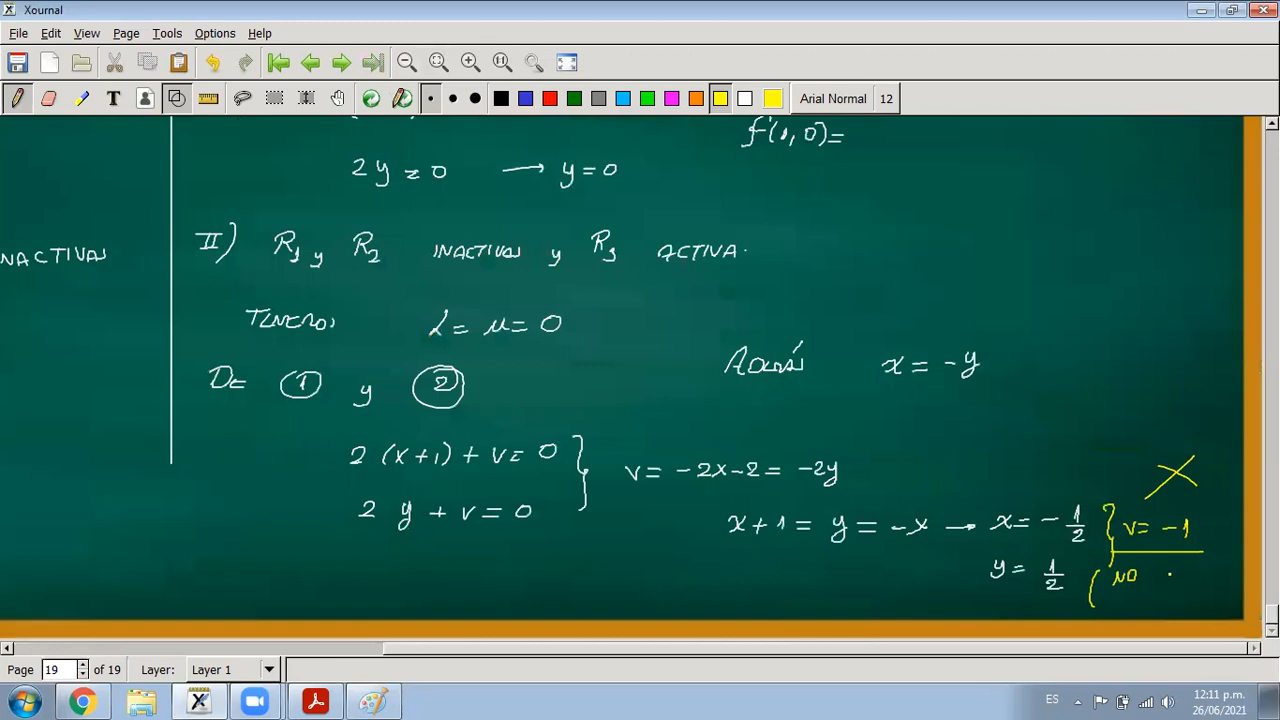 Xournal
File Edit View Page Tools Options Help
Arial Normal 12
f'(1, 0)=
2y = 0 → y = 0
II) R1 y R2 INACTIVAS y R3 ACTIVA.
NACTIVAS
TENEMOS λ = μ = 0
ADEMÁS x = -y
DE 1 y 2
2 (x+1) + v = 0
v = -2x-2 = -2y
2 y + v = 0
x+1 = y = -x → x = -1/2
v = -1
y = 1/2
(NO
Page 19 of 19 Layer: Layer 1
ES
12:11 p.m.
26/06/2021